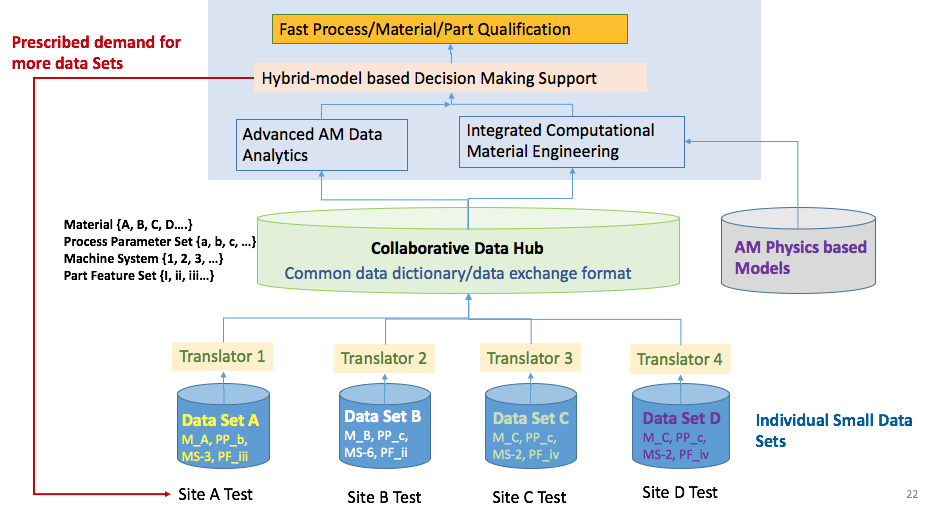 Fast Process/Material/Part Qualification
Prescribed demand for
more data Sets
Hybrid-model based Decision Making Support
Advanced AM Data
Analytics
Integrated Computational
Material Engineering
Material {A, B, C, D....}
Process Parameter Set {a, b, c, ...}
Machine System {1, 2, 3, ...}
Part Feature Set {I, ii, iii...}
Collaborative Data Hub
Common data dictionary/data exchange format
AM Physics based
Models
Translator 1
Translator 2
Translator 3
Translator 4
Data Set A
M_A, PP_b,
MS-3, PF_iii
Data Set B
M_B, PP_c,
MS-6, PF_ii
Data Set C
M_C, PP_c,
MS-2, PF_iv
Data Set D
M_C, PP_c,
MS-2, PF_iv
Individual Small Data
Sets
Site A Test
Site B Test
Site C Test
Site D Test
22